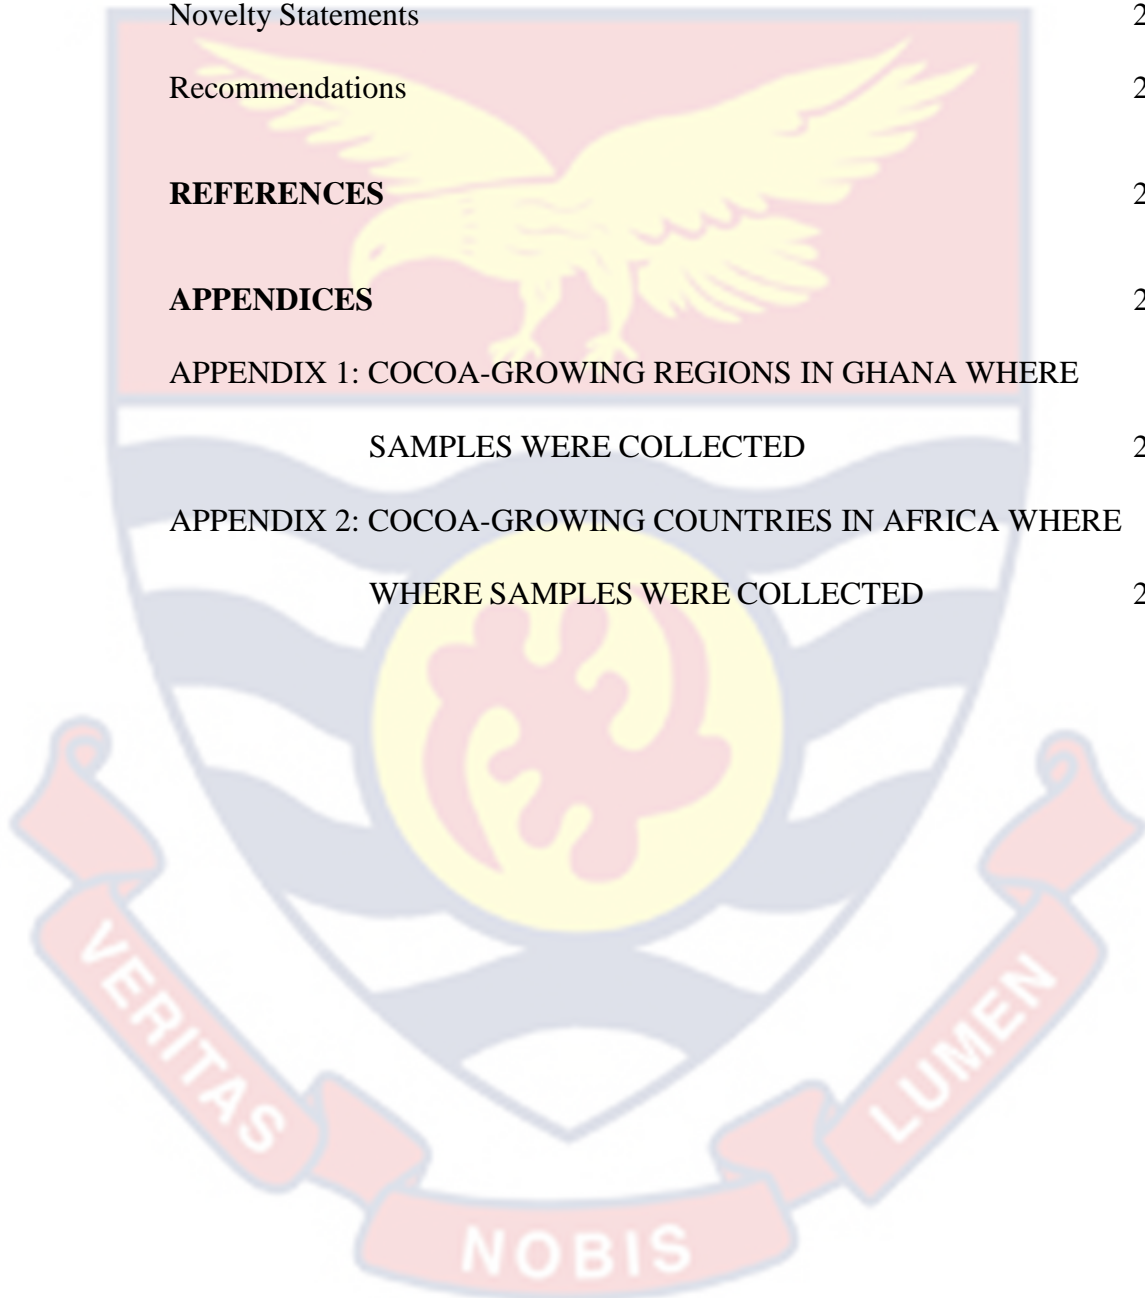 Novelty Statements 2
Recommendations 2
REFERENCES 2
APPENDICES 2
APPENDIX 1: COCOA-GROWING REGIONS IN GHANA WHERE
SAMPLES WERE COLLECTED 2
APPENDIX 2: COCOA-GROWING COUNTRIES IN AFRICA WHERE
WHERE SAMPLES WERE COLLECTED 2
VERITAS NOBIS LUMEN